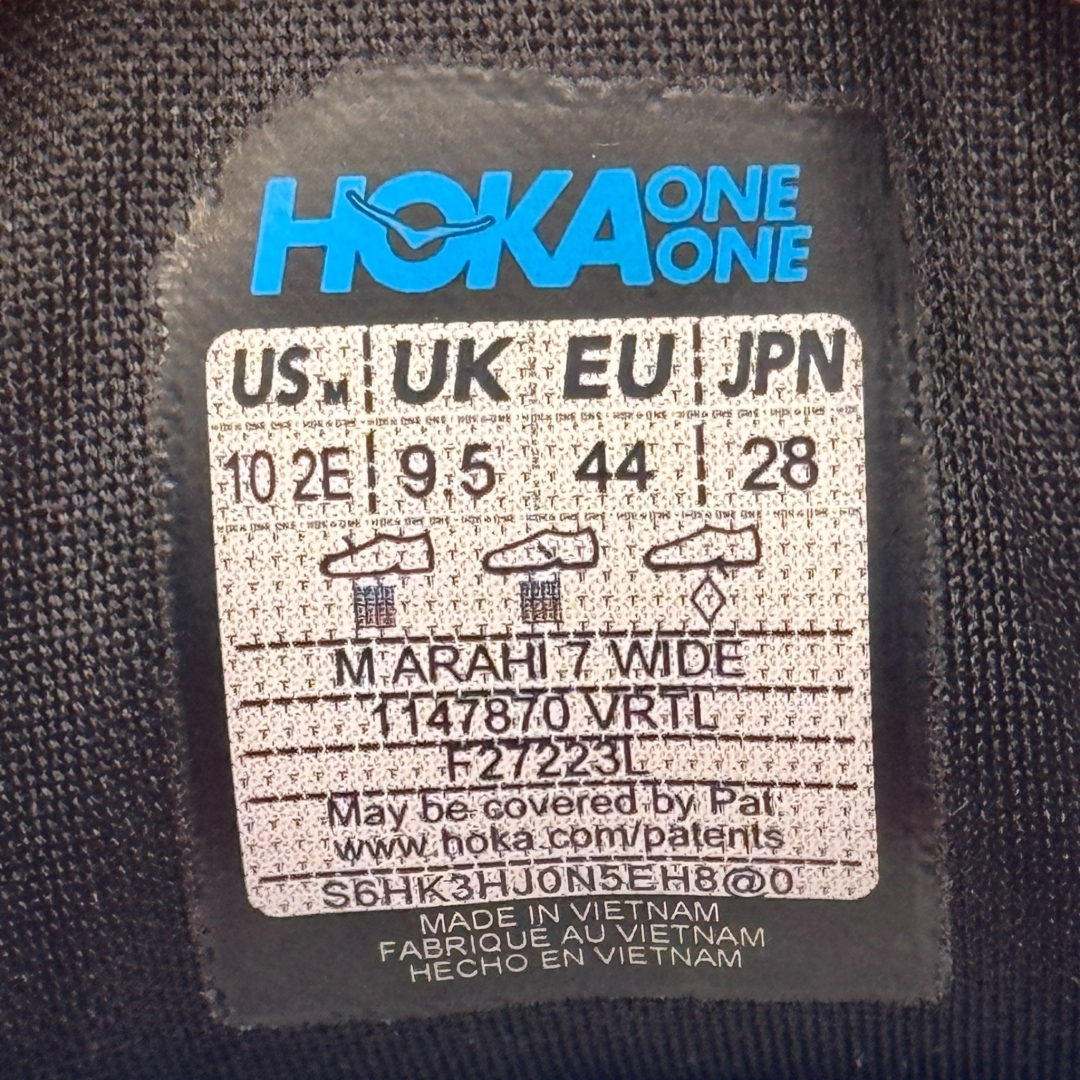 HOKA ONE ONE
US M UK EU JPN
10 2E 9.5 44 28
M ARAHI 7 WIDE
1147870 VRTL
F27223L
May be covered by Pat:
www.hoka.com/patents
S6HK3HJ0N5EH8@0
MADE IN VIETNAM
FABRIQUE AU VIETNAM
HECHO EN VIETNAM